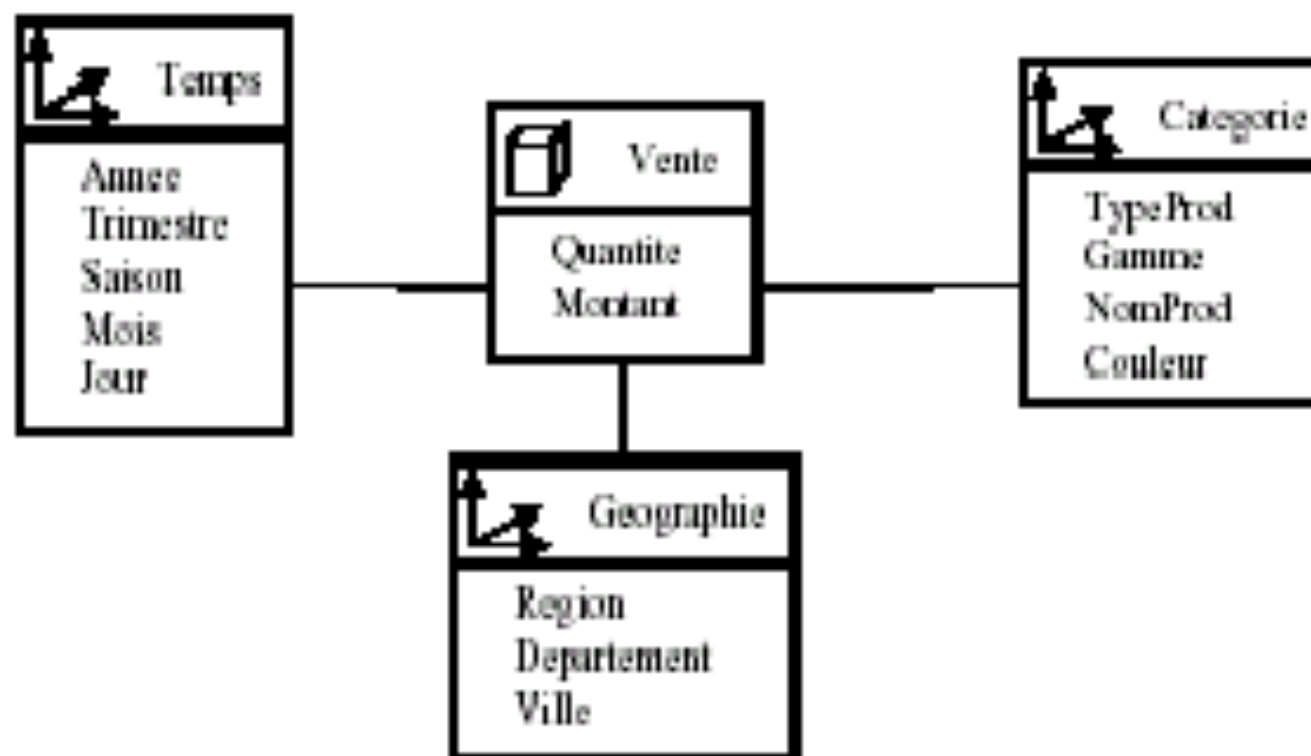 Temps
Annee
Trimestre
Saison
Mois
Jour
Vente
Quantite
Montant
Categorie
TypeProd
Gamme
NomProd
Couleur
Geographie
Region
Departement
Ville